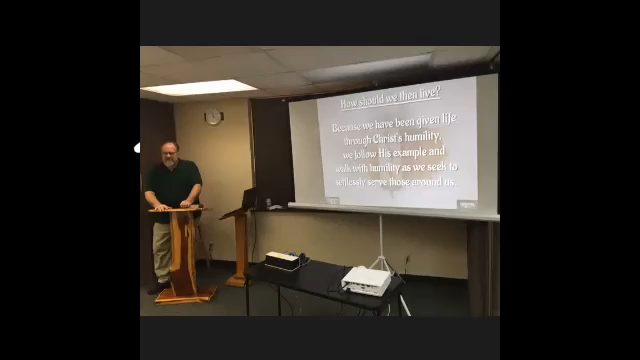 How should we then live?
Because we have been given life
through Christ's humility,
we follow His example and
walk with humility as we seek to
selflessly serve those around us.